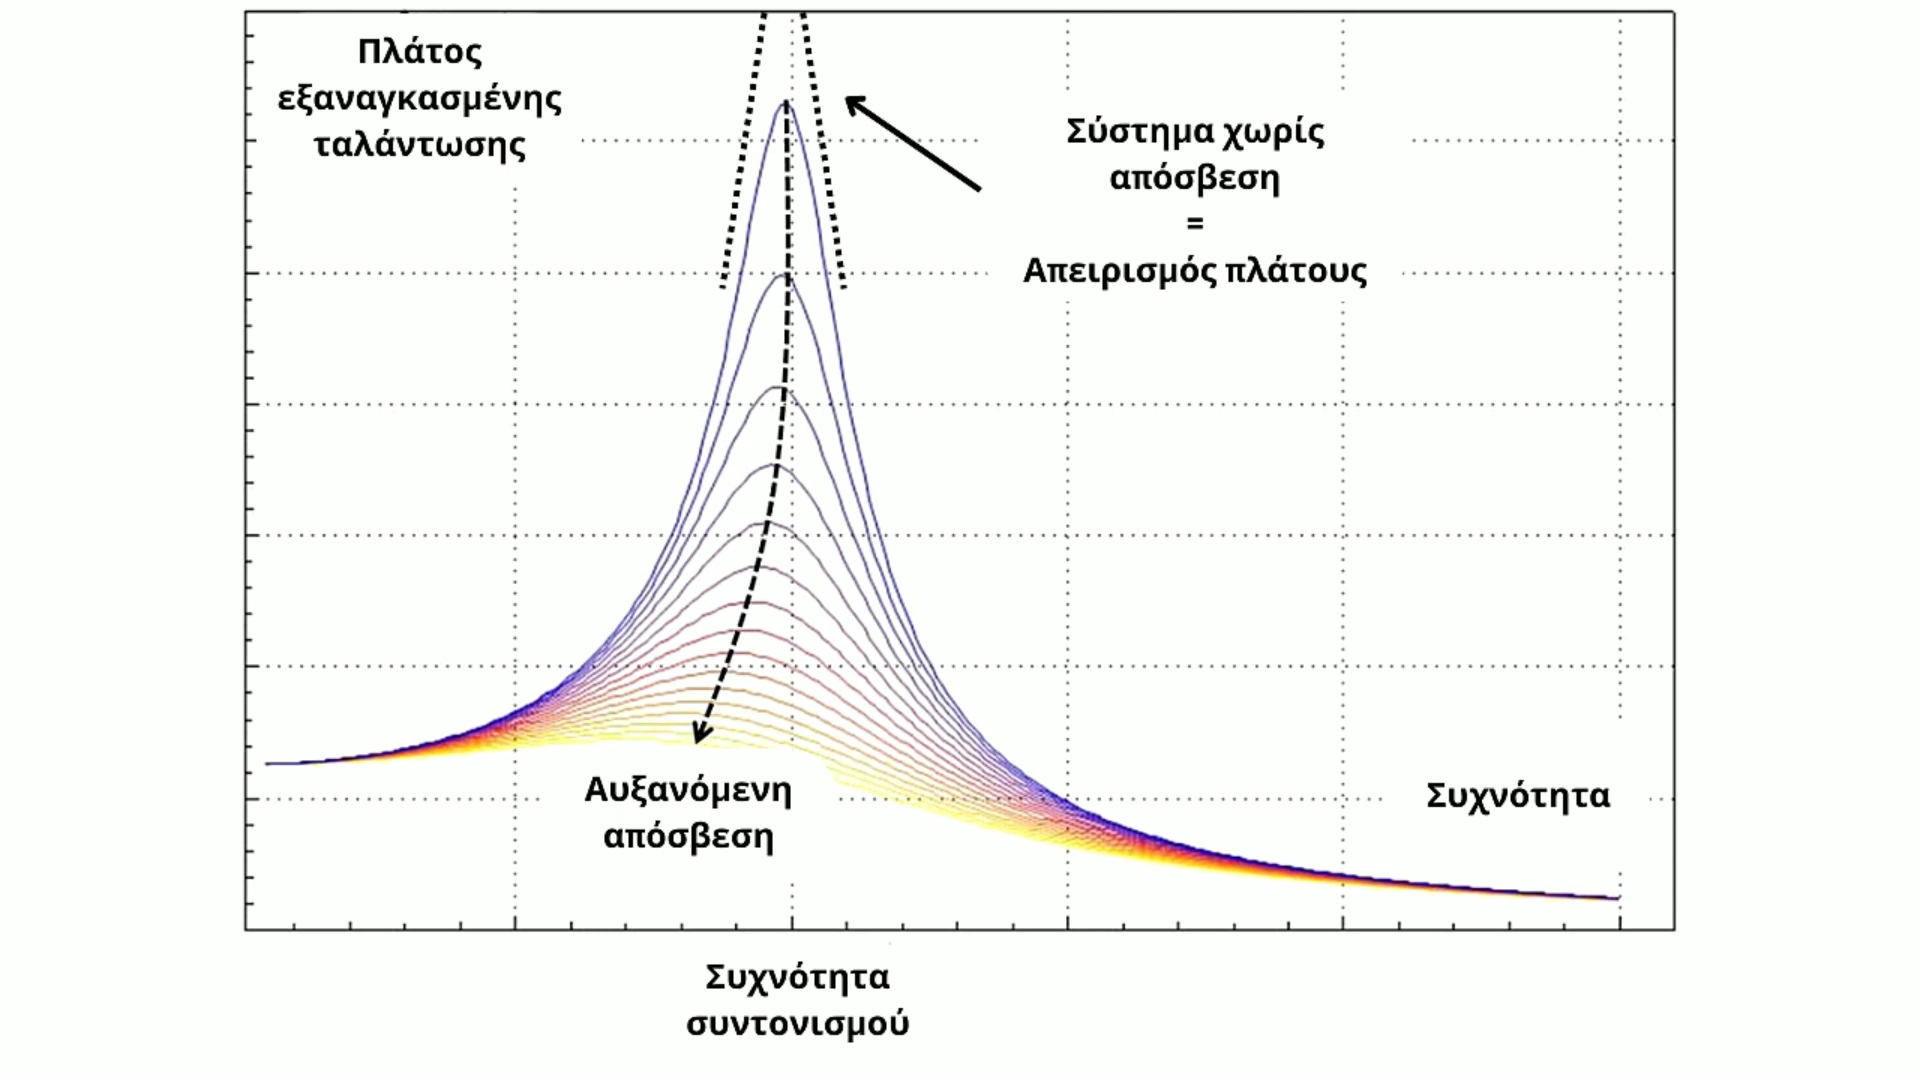 Πλάτος
εξαναγκασμένης
ταλάντωσης
Σύστημα χωρίς
απόσβεση
=
Απειρισμός πλάτους
Αυξανόμενη
απόσβεση
Συχνότητα
Συχνότητα
συντονισμού